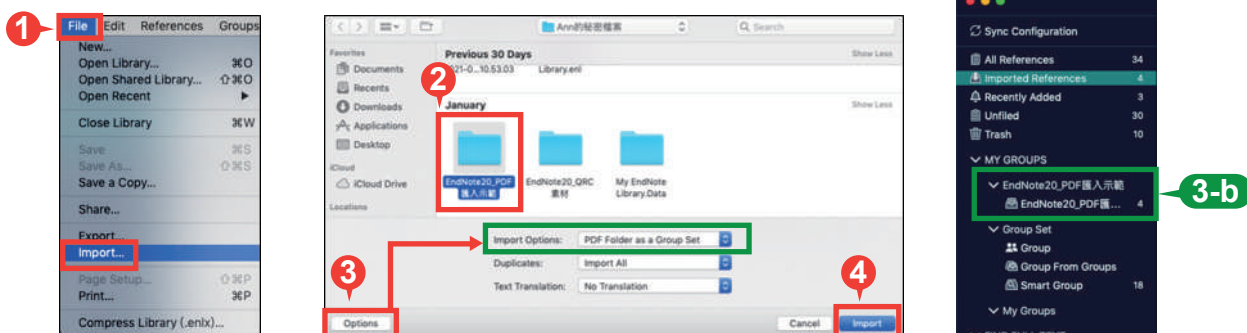 1
File Edit References Groups
New...
Open Library... ⌘O
Open Shared Library... ⇧⌘O
Open Recent ▶
Close Library ⌘W
Save ⌘S
Save As... ⇧⌘S
Save a Copy...
Share...
Export...
Import...
Page Setup... ⇧⌘P
Print... ⌘P
Compress Library (.enlx)...
Ann的秘密檔案
Search
Favorites
Documents
Recents
Downloads
Applications
Desktop
iCloud
iCloud Drive
Locations
Previous 30 Days Show Less
2021-0...10.53.03 Library.enl
2
January Show Less
EndNote20_PDF
匯入示範
EndNote20_QRC
素材
My EndNote
Library.Data
Import Options: PDF Folder as a Group Set
Duplicates: Import All
Text Translation: No Translation
3
Options
4
Cancel Import
Sync Configuration
All References 34
Imported References 4
Recently Added 3
Unfiled 30
Trash 10
MY GROUPS
EndNote20_PDF匯入示範
EndNote20_PDF匯... 4
3-b
Group Set
Group
Group From Groups
Smart Group 18
My Groups